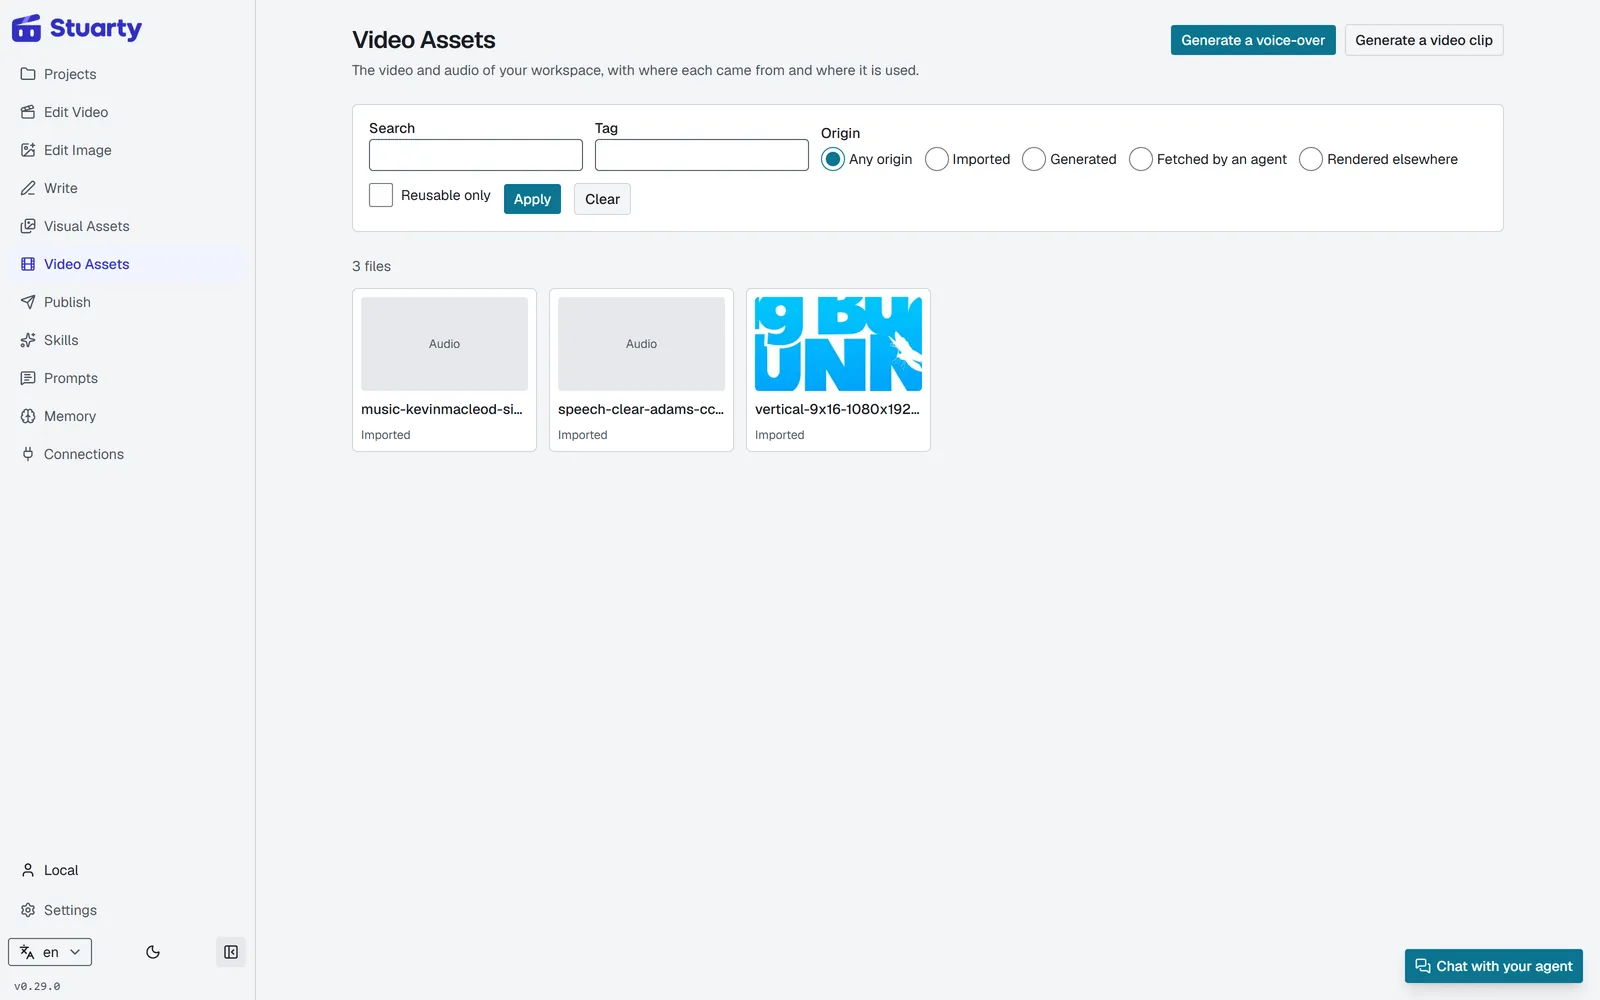 Stuarty
Projects
Edit Video
Edit Image
Write
Visual Assets
Video Assets
Publish
Skills
Prompts
Memory
Connections
Local
Settings
en
v0.29.0
Video Assets
The video and audio of your workspace, with where each came from and where it is used.
Generate a voice-over
Generate a video clip
Search
Tag
Origin
Any origin
Imported
Generated
Fetched by an agent
Rendered elsewhere
Reusable only
Apply
Clear
3 files
Audio
music-kevinmacleod-si...
Imported
Audio
speech-clear-adams-cc...
Imported
g Bu
UNN
vertical-9x16-1080x192...
Imported
Chat with your agent